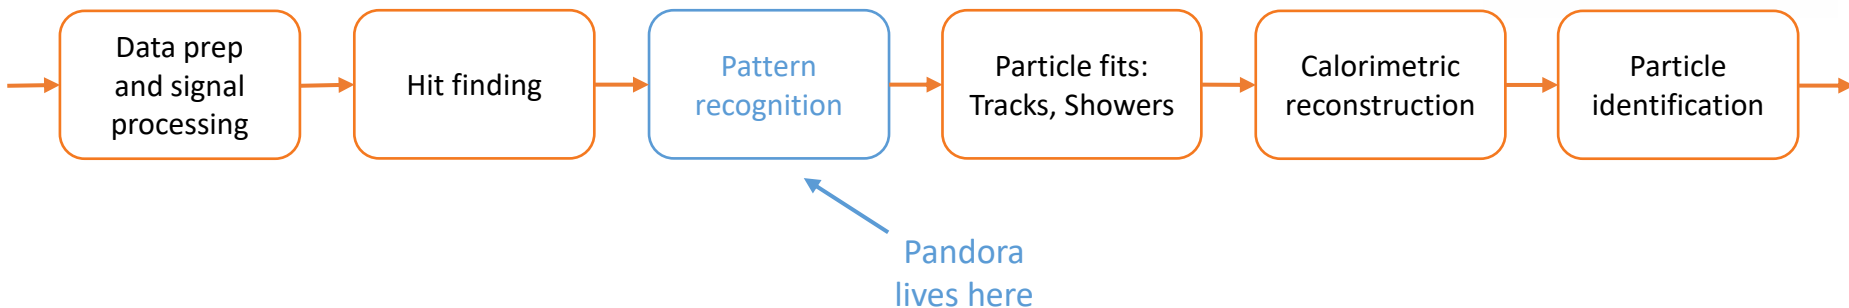 Data prep
and signal
processing
Hit finding
Pattern
recognition
Particle fits:
Tracks, Showers
Calorimetric
reconstruction
Particle
identification
Pandora
lives here